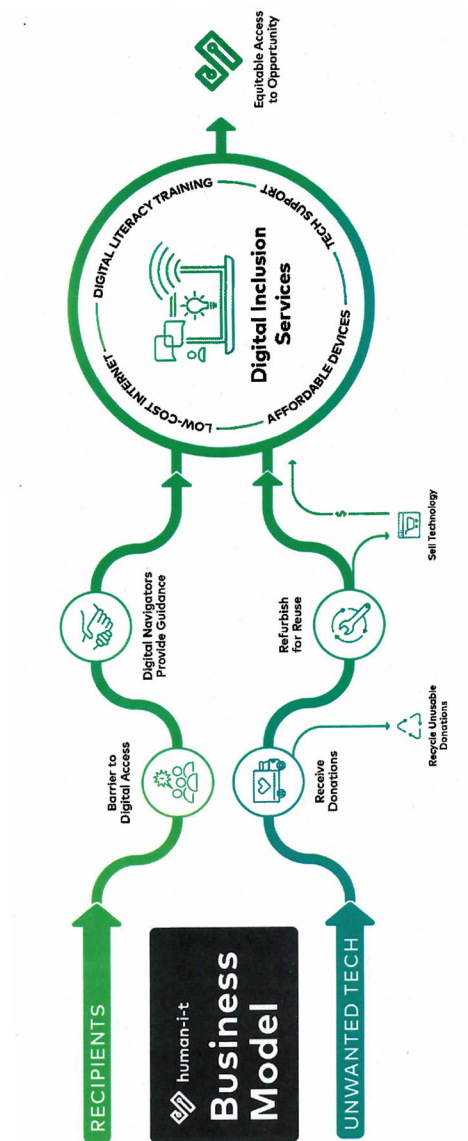 RECIPIENTS
human-i-t
Business
Model
UNWANTED TECH
Barrier to
Digital Access
Digital Navigators
Provide Guidance
Receive
Donations
Recycle Unusable
Donations
Refurbish
for Reuse
$
Sell Technology
LOW-COST INTERNET
DIGITAL LITERACY TRAINING
TECH SUPPORT
AFFORDABLE DEVICES
Digital Inclusion
Services
Equitable Access
to Opportunity